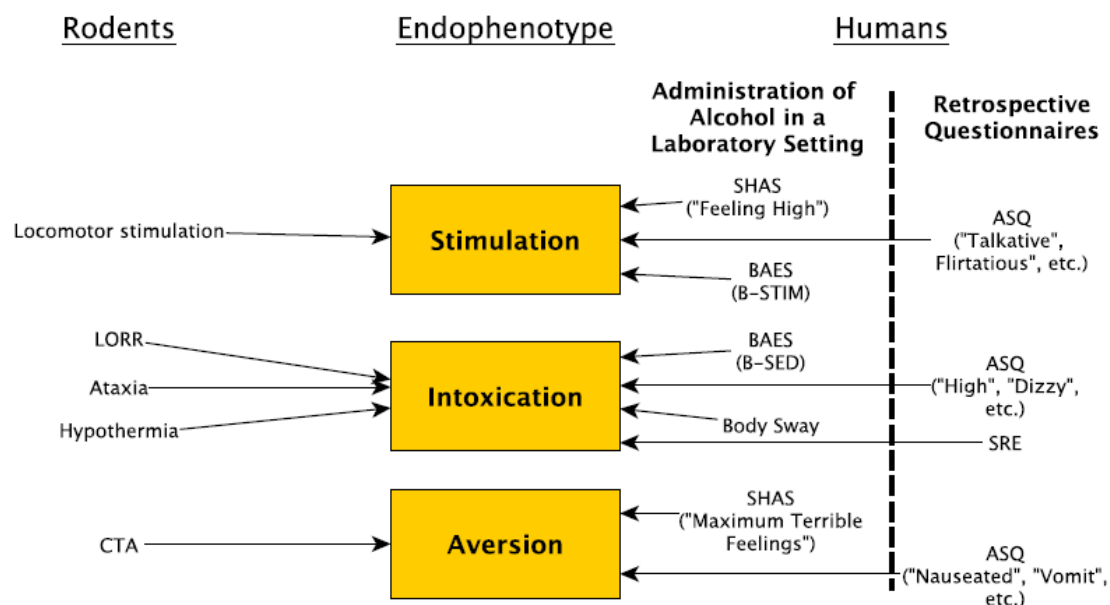 Rodents
Endophenotype
Humans
Administration of
Alcohol in a
Laboratory Setting
Retrospective
Questionnaires
Locomotor stimulation
Stimulation
SHAS
("Feeling High")
BAES
(B-STIM)
ASQ
("Talkative",
Flirtatious", etc.)
LORR
Ataxia
Hypothermia
Intoxication
BAES
(B-SED)
Body Sway
ASQ
("High", "Dizzy",
etc.)
SRE
CTA
Aversion
SHAS
("Maximum Terrible
Feelings")
ASQ
("Nauseated", "Vomit",
etc.)